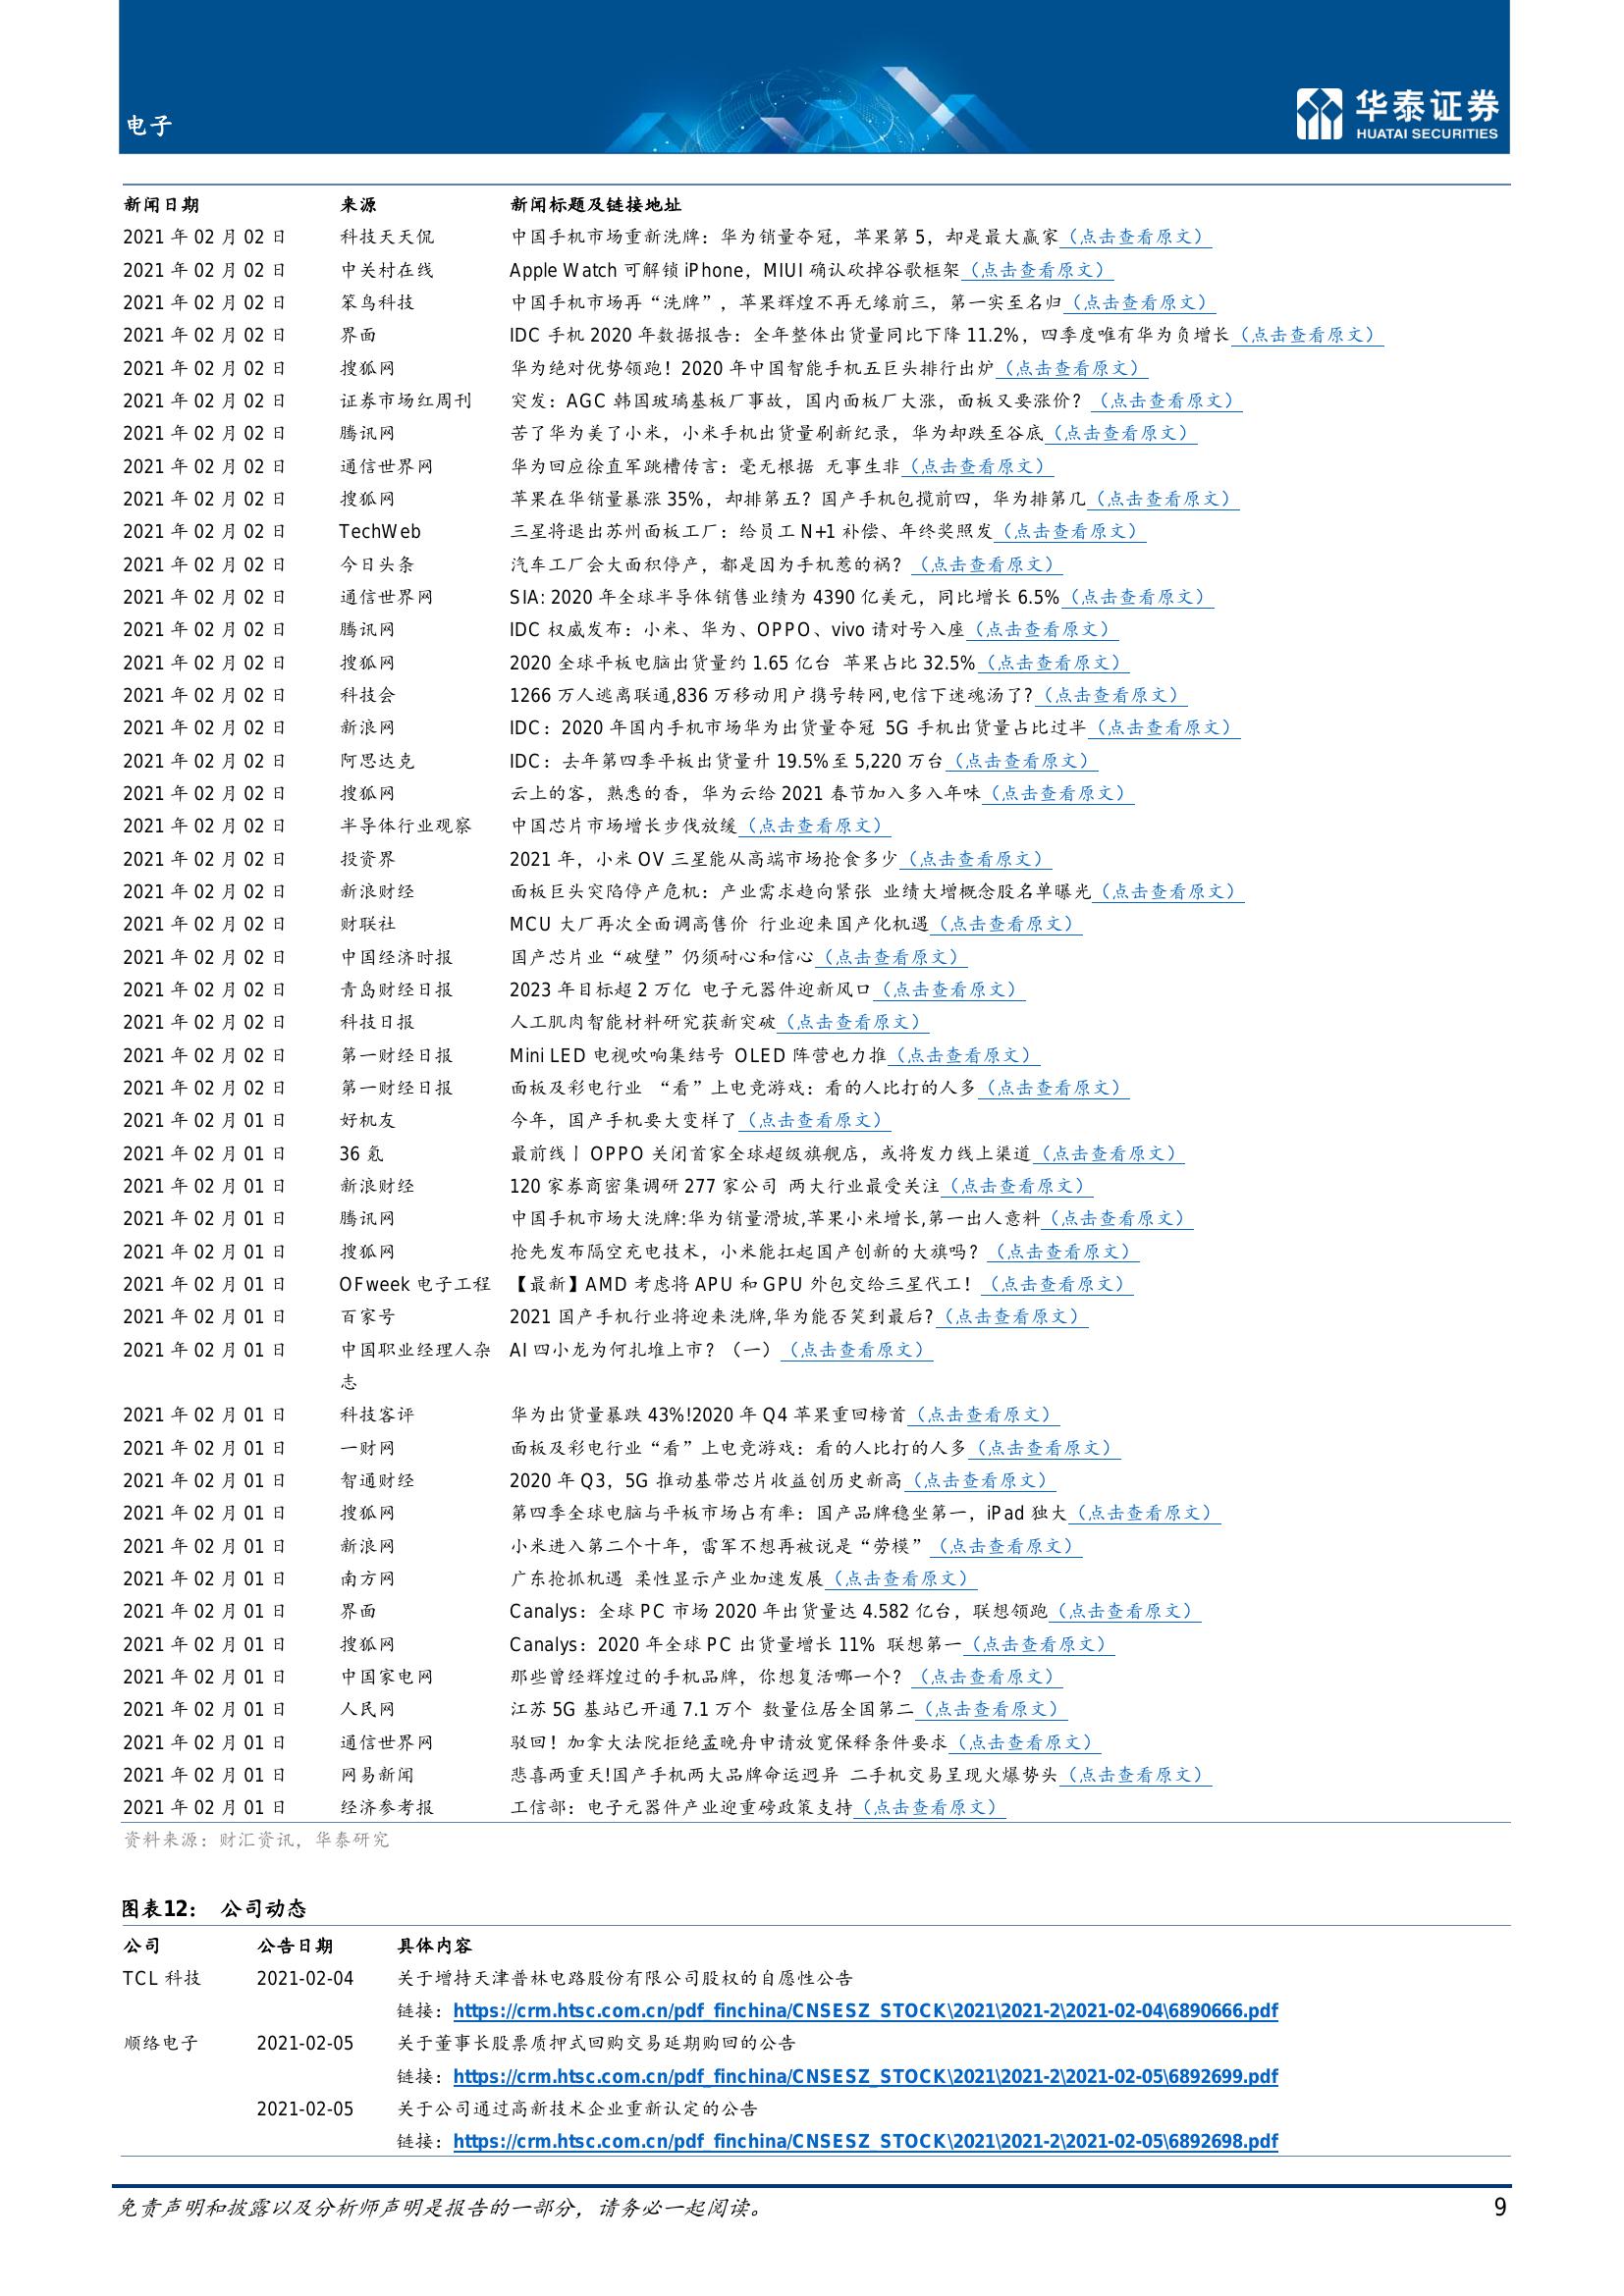 电子
华泰证券
HUATAI SECURITIES
新闻日期 来源 新闻标题及链接地址
2021 年 02 月 02 日 科技天天侃 中国手机市场重新洗牌：华为销量夺冠，苹果第 5，却是最大赢家（点击查看原文）
2021 年 02 月 02 日 中关村在线 Apple Watch 可解锁 iPhone，MIUI 确认砍掉谷歌框架（点击查看原文）
2021 年 02 月 02 日 笨鸟科技 中国手机市场再“洗牌”，苹果辉煌不再无缘前三，第一实至名归（点击查看原文）
2021 年 02 月 02 日 界面 IDC 手机 2020 年数据报告：全年整体出货量同比下降 11.2%，四季度唯有华为负增长（点击查看原文）
2021 年 02 月 02 日 搜狐网 华为绝对优势领跑！2020 年中国智能手机五巨头排行出炉（点击查看原文）
2021 年 02 月 02 日 证券市场红周刊 突发：AGC 韩国玻璃基板厂事故，国内面板厂大涨，面板又要涨价？（点击查看原文）
2021 年 02 月 02 日 腾讯网 苦了华为美了小米，小米手机出货量刷新纪录，华为却跌至谷底（点击查看原文）
2021 年 02 月 02 日 通信世界网 华为回应徐直军跳槽传言：毫无根据 无事生非（点击查看原文）
2021 年 02 月 02 日 搜狐网 苹果在华销量暴涨 35%，却排第五？国产手机包揽前四，华为排第几（点击查看原文）
2021 年 02 月 02 日 TechWeb 三星将退出苏州面板工厂：给员工 N+1 补偿、年终奖照发（点击查看原文）
2021 年 02 月 02 日 今日头条 汽车工厂会大面积停产，都是因为手机惹的祸？（点击查看原文）
2021 年 02 月 02 日 通信世界网 SIA: 2020 年全球半导体销售业绩为 4390 亿美元，同比增长 6.5%（点击查看原文）
2021 年 02 月 02 日 腾讯网 IDC 权威发布：小米、华为、OPPO、vivo 请对号入座（点击查看原文）
2021 年 02 月 02 日 搜狐网 2020 全球平板电脑出货量约 1.65 亿台 苹果占比 32.5%（点击查看原文）
2021 年 02 月 02 日 科技会 1266 万人逃离联通,836 万移动用户携号转网,电信下迷魂汤了?（点击查看原文）
2021 年 02 月 02 日 新浪网 IDC：2020 年国内手机市场华为出货量夺冠 5G 手机出货量占比过半（点击查看原文）
2021 年 02 月 02 日 阿思达克 IDC：去年第四季平板出货量升 19.5%至 5,220 万台（点击查看原文）
2021 年 02 月 02 日 搜狐网 云上的客，熟悉的香，华为云给 2021 春节加入多入年味（点击查看原文）
2021 年 02 月 02 日 半导体行业观察 中国芯片市场增长步伐放缓（点击查看原文）
2021 年 02 月 02 日 投资界 2021 年，小米 OV 三星能从高端市场抢食多少（点击查看原文）
2021 年 02 月 02 日 新浪财经 面板巨头突陷停产危机：产业需求趋向紧张 业绩大增概念股名单曝光（点击查看原文）
2021 年 02 月 02 日 财联社 MCU 大厂再次全面调高售价 行业迎来国产化机遇（点击查看原文）
2021 年 02 月 02 日 中国经济时报 国产芯片业“破壁”仍须耐心和信心（点击查看原文）
2021 年 02 月 02 日 青岛财经日报 2023 年目标超 2 万亿 电子元器件迎新风口（点击查看原文）
2021 年 02 月 02 日 科技日报 人工肌肉智能材料研究获新突破（点击查看原文）
2021 年 02 月 02 日 第一财经日报 Mini LED 电视吹响集结号 OLED 阵营也力推（点击查看原文）
2021 年 02 月 02 日 第一财经日报 面板及彩电行业 “看”上电竞游戏：看的人比打的人多（点击查看原文）
2021 年 02 月 01 日 好机友 今年，国产手机要大变样了（点击查看原文）
2021 年 02 月 01 日 36 氪 最前线丨 OPPO 关闭首家全球超级旗舰店，或将发力线上渠道（点击查看原文）
2021 年 02 月 01 日 新浪财经 120 家券商密集调研 277 家公司 两大行业最受关注（点击查看原文）
2021 年 02 月 01 日 腾讯网 中国手机市场大洗牌:华为销量滑坡,苹果小米增长,第一出人意料（点击查看原文）
2021 年 02 月 01 日 搜狐网 抢先发布隔空充电技术，小米能扛起国产创新的大旗吗？（点击查看原文）
2021 年 02 月 01 日 OFweek 电子工程 【最新】AMD 考虑将 APU 和 GPU 外包交给三星代工！（点击查看原文）
2021 年 02 月 01 日 百家号 2021 国产手机行业将迎来洗牌,华为能否笑到最后?（点击查看原文）
2021 年 02 月 01 日 中国职业经理人杂 AI 四小龙为何扎堆上市？（一）（点击查看原文）
志
2021 年 02 月 01 日 科技客评 华为出货量暴跌 43%!2020 年 Q4 苹果重回榜首（点击查看原文）
2021 年 02 月 01 日 一财网 面板及彩电行业“看”上电竞游戏：看的人比打的人多（点击查看原文）
2021 年 02 月 01 日 智通财经 2020 年 Q3，5G 推动基带芯片收益创历史新高（点击查看原文）
2021 年 02 月 01 日 搜狐网 第四季全球电脑与平板市场占有率：国产品牌稳坐第一，iPad 独大（点击查看原文）
2021 年 02 月 01 日 新浪网 小米进入第二个十年，雷军不想再被说是“劳模”（点击查看原文）
2021 年 02 月 01 日 南方网 广东抢抓机遇 柔性显示产业加速发展（点击查看原文）
2021 年 02 月 01 日 界面 Canalys：全球 PC 市场 2020 年出货量达 4.582 亿台，联想领跑（点击查看原文）
2021 年 02 月 01 日 搜狐网 Canalys：2020 年全球 PC 出货量增长 11% 联想第一（点击查看原文）
2021 年 02 月 01 日 中国家电网 那些曾经辉煌过的手机品牌，你想复活哪一个？（点击查看原文）
2021 年 02 月 01 日 人民网 江苏 5G 基站已开通 7.1 万个 数量位居全国第二（点击查看原文）
2021 年 02 月 01 日 通信世界网 驳回！加拿大法院拒绝孟晚舟申请放宽保释条件要求（点击查看原文）
2021 年 02 月 01 日 网易新闻 悲喜两重天!国产手机两大品牌命运迥异 二手机交易呈现火爆势头（点击查看原文）
2021 年 02 月 01 日 经济参考报 工信部：电子元器件产业迎重磅政策支持（点击查看原文）
资料来源：财汇资讯，华泰研究
图表12： 公司动态
公司 公告日期 具体内容
TCL 科技 2021-02-04 关于增持天津普林电路股份有限公司股权的自愿性公告
链接：https://crm.htsc.com.cn/pdf_finchina/CNSESZ_STOCK\2021\2021-2\2021-02-04\6890666.pdf
顺络电子 2021-02-05 关于董事长股票质押式回购交易延期购回的公告
链接：https://crm.htsc.com.cn/pdf_finchina/CNSESZ_STOCK\2021\2021-2\2021-02-05\6892699.pdf
2021-02-05 关于公司通过高新技术企业重新认定的公告
链接：https://crm.htsc.com.cn/pdf_finchina/CNSESZ_STOCK\2021\2021-2\2021-02-05\6892698.pdf
免责声明和披露以及分析师声明是报告的一部分，请务必一起阅读。 9